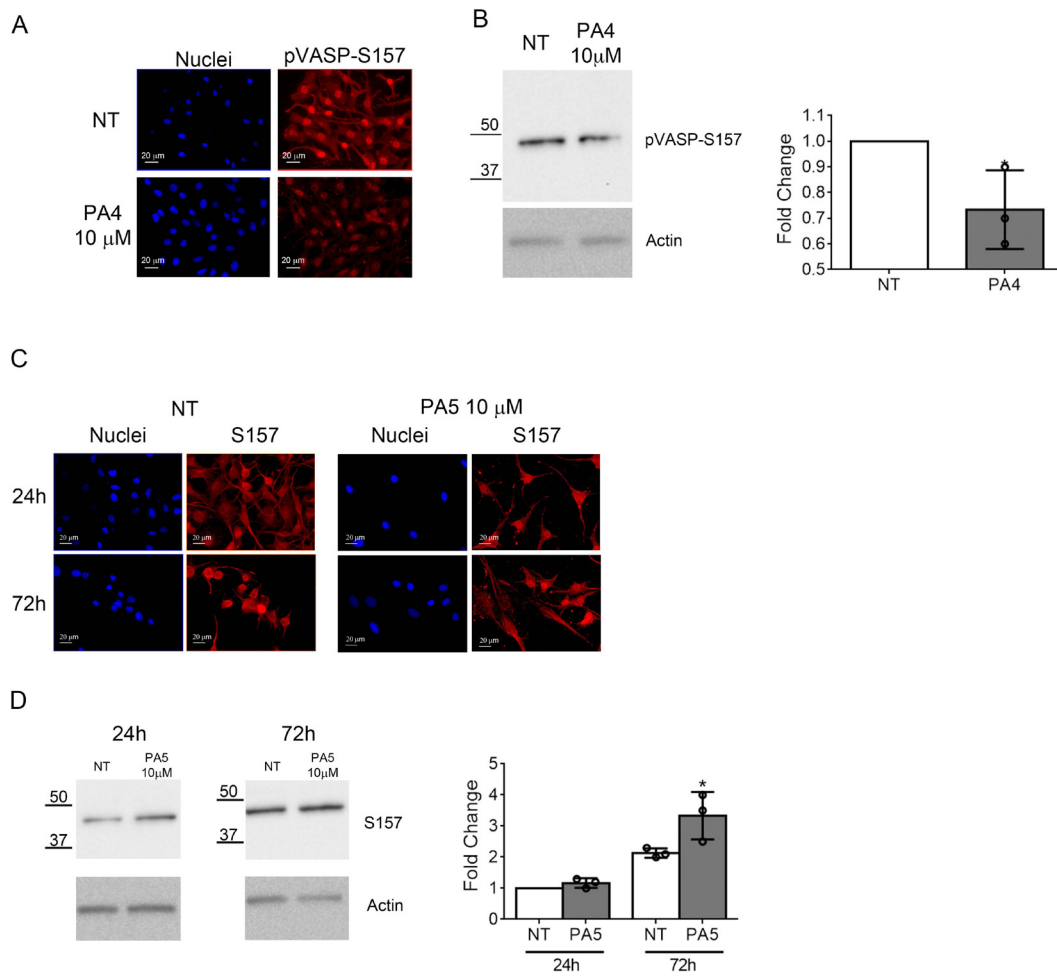 A
Nuclei pVASP-S157
NT
20 μm 20 μm
PA4
10 μM
20 μm 20 μm
B
NT PA4
10μM
50
37
pVASP-S157
Actin
Fold Change
1.1
1.0
0.9
0.8
0.7
0.6
0.5
*
NT PA4
C
NT PA5 10 μM
Nuclei S157 Nuclei S157
24h
20 μm 20 μm 20 μm 20 μm
72h
20 μm 20 μm 20 μm 20 μm
D
24h 72h
NT PA5
10μM
NT PA5
10μM
50
37
50
37
S157
Actin
Fold Change
5
4
3
2
1
0
*
NT PA5 NT PA5
24h 72h